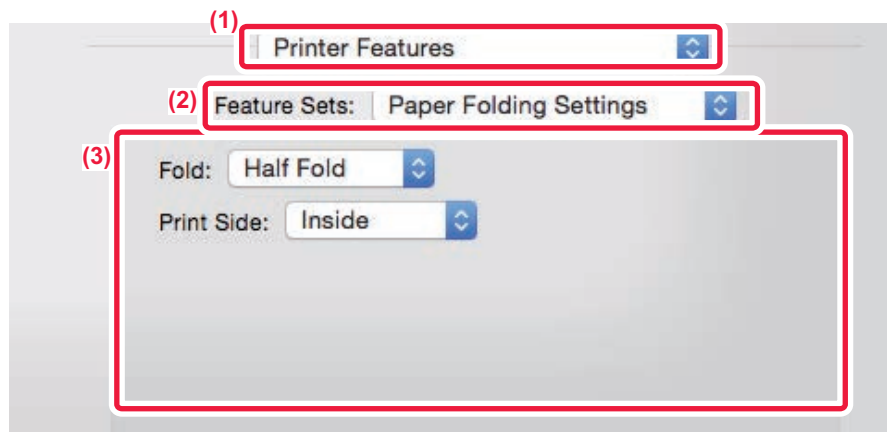 (1)
Printer Features
(2)
Feature Sets: Paper Folding Settings
(3)
Fold: Half Fold
Print Side: Inside